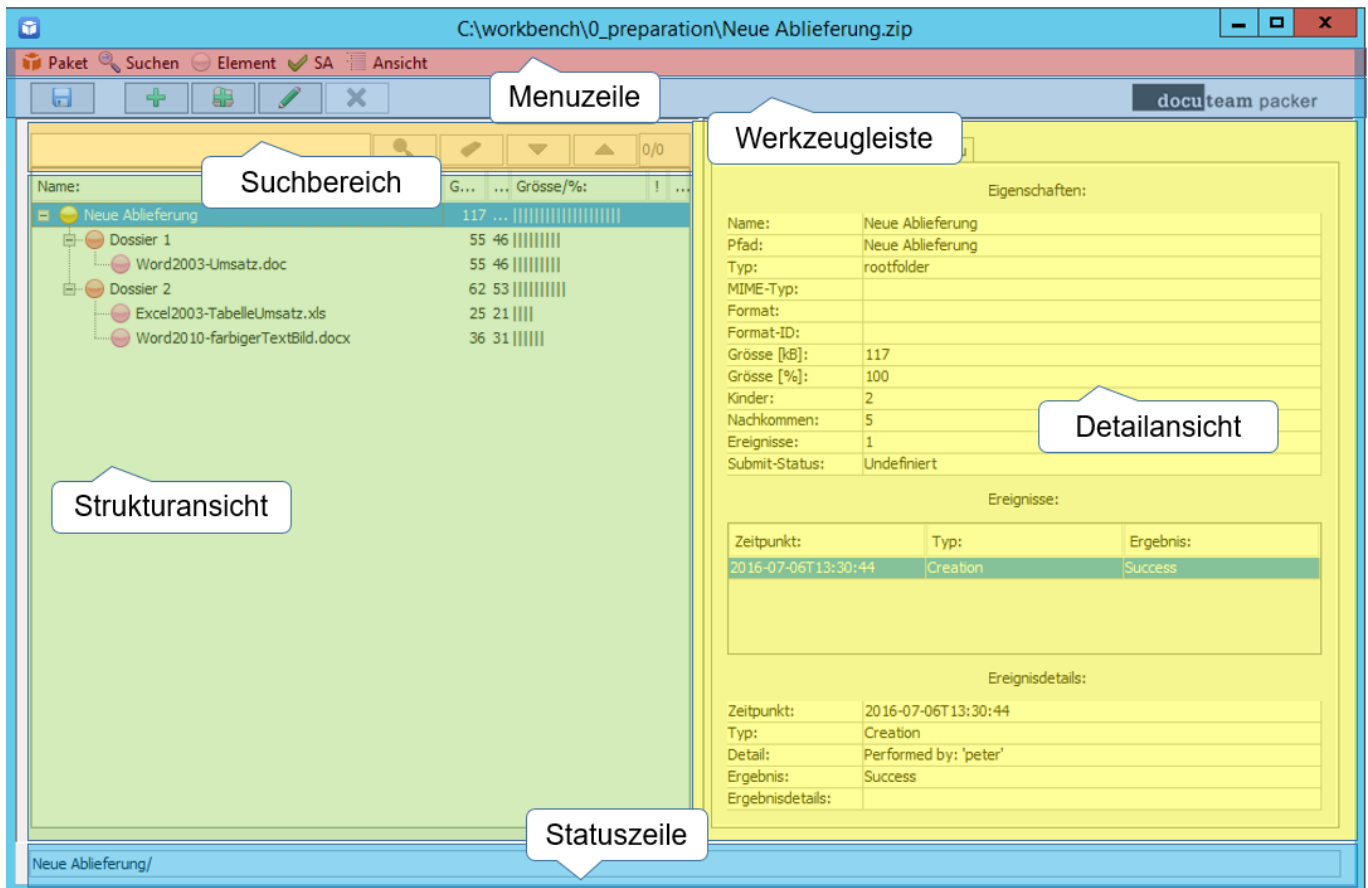 C:\workbench\0_preparation\Neue Ablieferung.zip
Paket Suchen Element SA Ansicht
Menuzeile
docuteam packer
Werkzeugleiste
0/0
Suchbereich
Name: G... ... Grösse/%: ! ...
Neue Ablieferung 117 ...
Dossier 1 55 46
Word2003-Umsatz.doc 55 46
Dossier 2 62 53
Excel2003-TabelleUmsatz.xls 25 21
Word2010-farbigerTextBild.docx 36 31
Strukturansicht
Eigenschaften:
Name: Neue Ablieferung
Pfad: Neue Ablieferung
Typ: rootfolder
MIME-Typ:
Format:
Format-ID:
Grösse [kB]: 117
Grösse [%]: 100
Kinder: 2
Nachkommen: 5
Ereignisse: 1
Submit-Status: Undefiniert
Detailansicht
Ereignisse:
Zeitpunkt: Typ: Ergebnis:
2016-07-06T13:30:44 Creation Success
Ereignisdetails:
Zeitpunkt: 2016-07-06T13:30:44
Typ: Creation
Detail: Performed by: 'peter'
Ergebnis: Success
Ergebnisdetails:
Statuszeile
Neue Ablieferung/